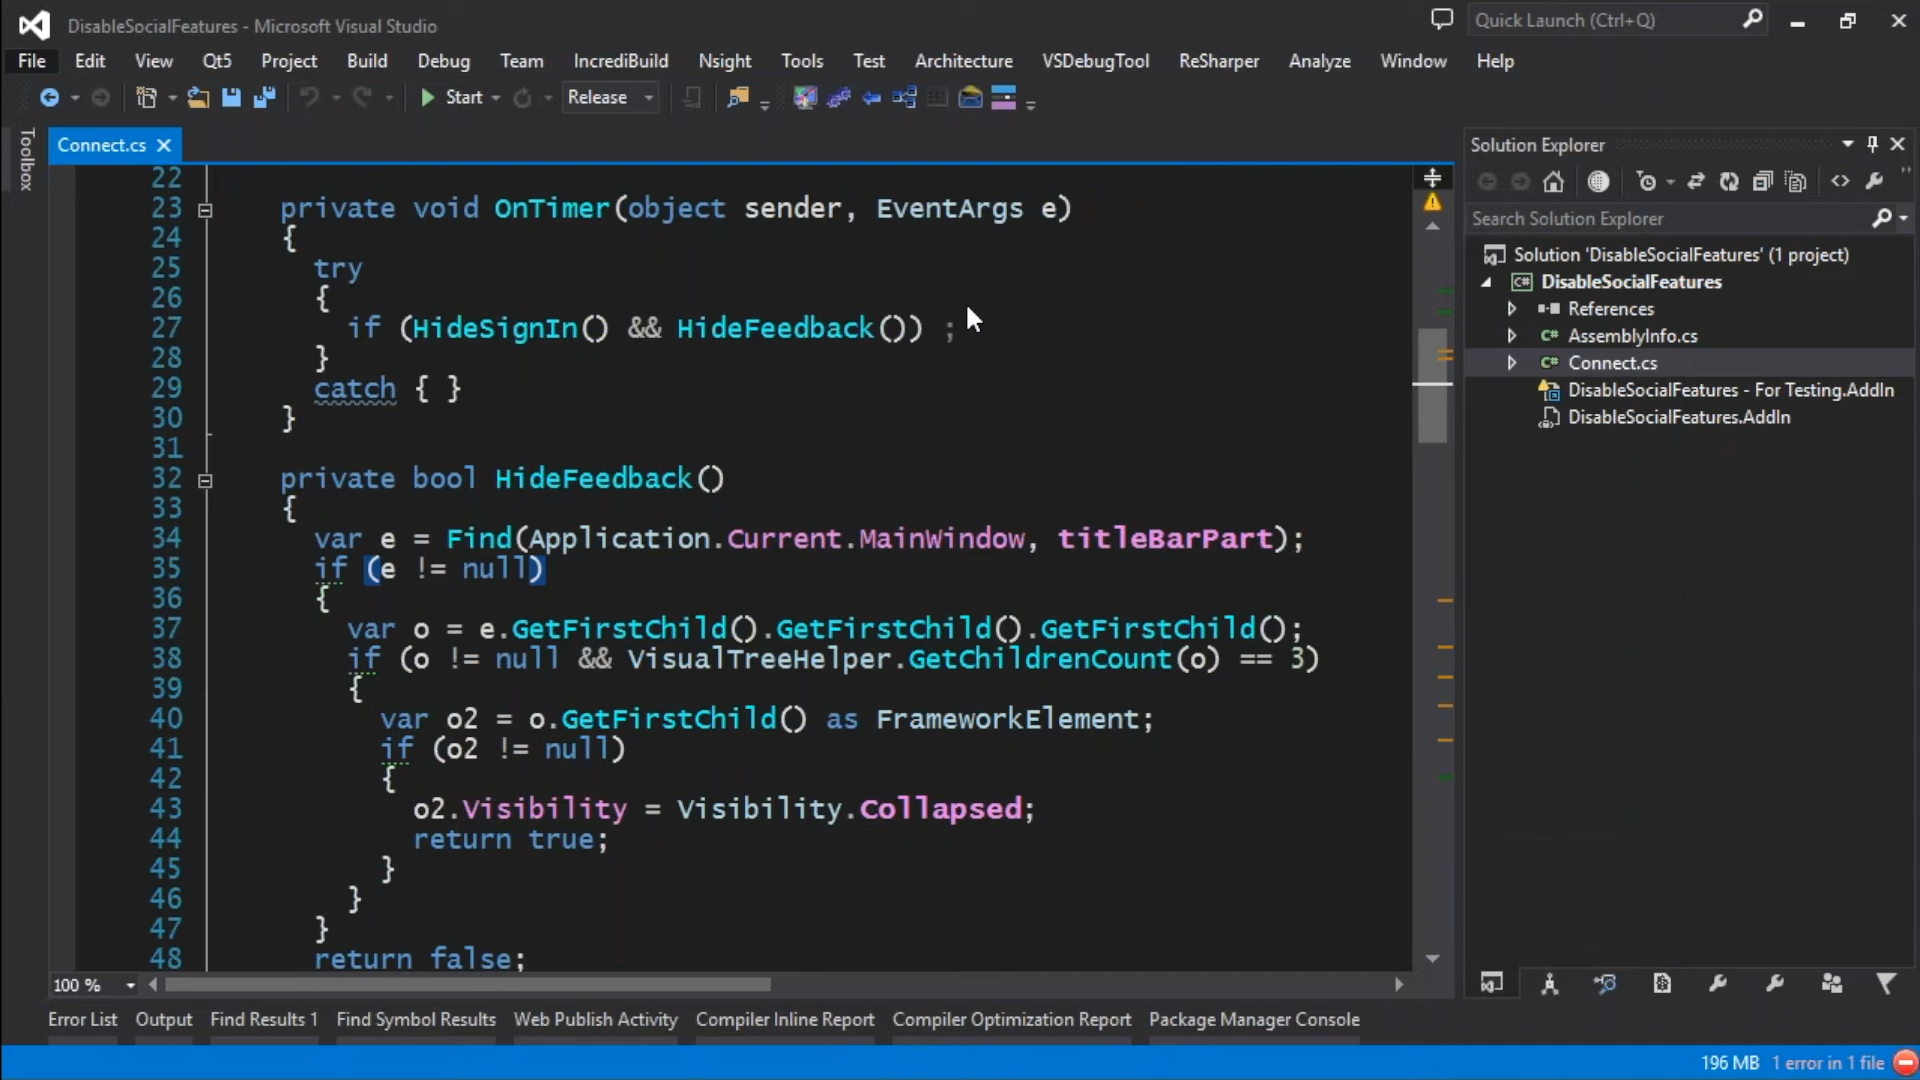 DisableSocialFeatures - Microsoft Visual Studio
Quick Launch (Ctrl+Q)
File Edit View Qt5 Project Build Debug Team IncrediBuild Nsight Tools Test Architecture VSDebugTool ReSharper Analyze Window Help
Start Release
Toolbox
Connect.cs
22
23 private void OnTimer(object sender, EventArgs e)
24 {
25 try
26 {
27 if (HideSignIn() && HideFeedback()) ;
28 }
29 catch { }
30 }
31
32 private bool HideFeedback()
33 {
34 var e = Find(Application.Current.MainWindow, titleBarPart);
35 if (e != null)
36 {
37 var o = e.GetFirstChild().GetFirstChild().GetFirstChild();
38 if (o != null && VisualTreeHelper.GetChildrenCount(o) == 3)
39 {
40 var o2 = o.GetFirstChild() as FrameworkElement;
41 if (o2 != null)
42 {
43 o2.Visibility = Visibility.Collapsed;
44 return true;
45 }
46 }
47 }
48 return false;
100 %
Solution Explorer
Search Solution Explorer
Solution 'DisableSocialFeatures' (1 project)
C# DisableSocialFeatures
References
C# AssemblyInfo.cs
C# Connect.cs
DisableSocialFeatures - For Testing.AddIn
DisableSocialFeatures.AddIn
Error List Output Find Results 1 Find Symbol Results Web Publish Activity Compiler Inline Report Compiler Optimization Report Package Manager Console
196 MB 1 error in 1 file